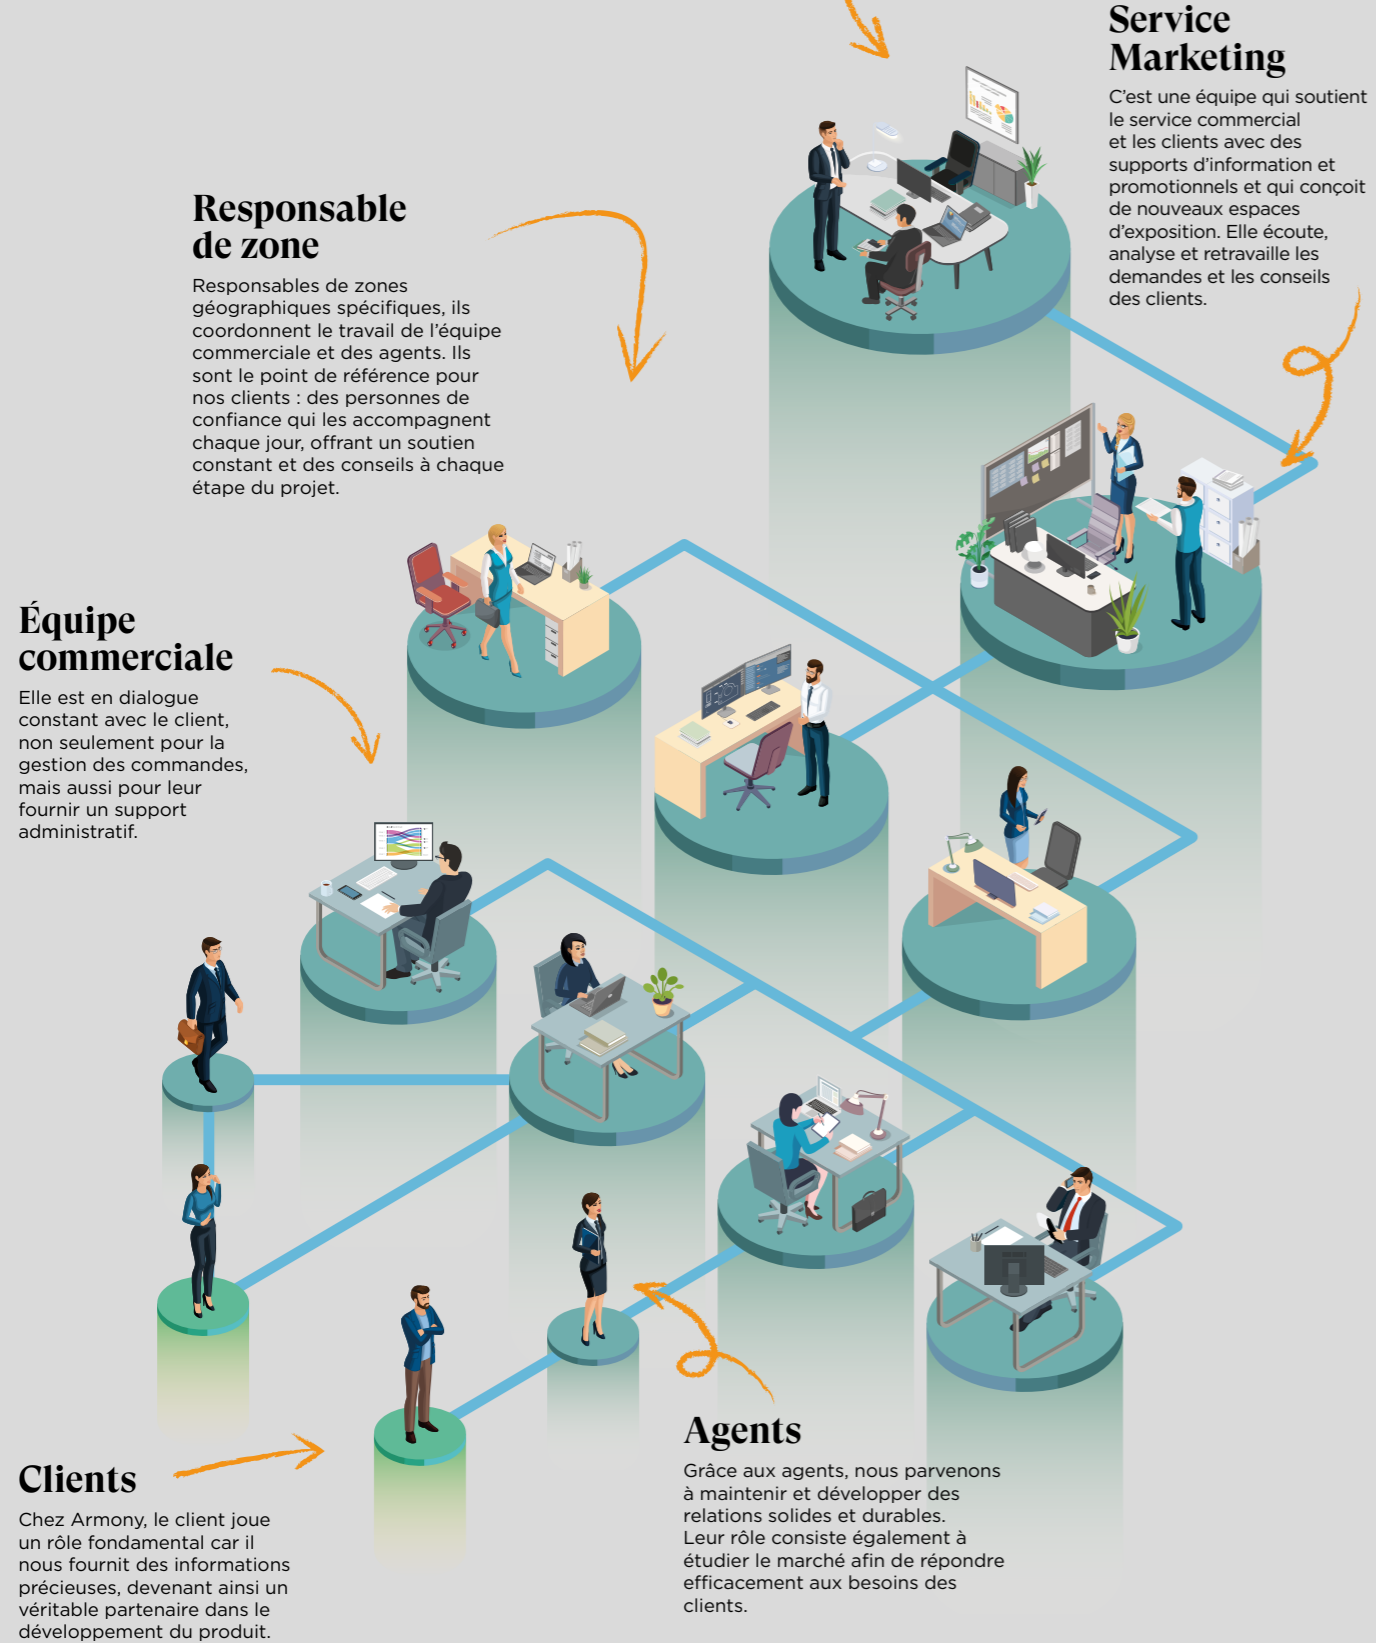 Service
Marketing
C'est une équipe qui soutient
le service commercial
et les clients avec des
supports d'information et
promotionnels et qui conçoit
de nouveaux espaces
d'exposition. Elle écoute,
analyse et retravaille les
demandes et les conseils
des clients.
Responsable
de zone
Responsables de zones
géographiques spécifiques, ils
coordonnent le travail de l'équipe
commerciale et des agents. Ils
sont le point de référence pour
nos clients : des personnes de
confiance qui les accompagnent
chaque jour, offrant un soutien
constant et des conseils à chaque
étape du projet.
Équipe
commerciale
Elle est en dialogue
constant avec le client,
non seulement pour la
gestion des commandes,
mais aussi pour leur
fournir un support
administratif.
Agents
Grâce aux agents, nous parvenons
à maintenir et développer des
relations solides et durables.
Leur rôle consiste également à
étudier le marché afin de répondre
efficacement aux besoins des
clients.
Clients
Chez Armony, le client joue
un rôle fondamental car il
nous fournit des informations
précieuses, devenant ainsi un
véritable partenaire dans le
développement du produit.